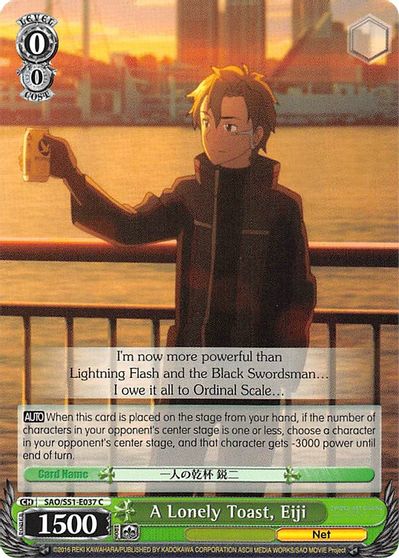 LEVEL
0
0
COST
I'm now more powerful than
Lightning Flash and the Black Swordsman...
I owe it all to Ordinal Scale...
AUTO When this card is placed on the stage from your hand, if the number of
characters in your opponent's center stage is one or less, choose a character
in your opponent's center stage, and that character gets -3000 power until
end of turn.
Card Name
一人の乾杯 鋭二
CH SAO/S51-E037 C
POWER
1500
A Lonely Toast, Eiji
Net
©2016 REKI KAWAHARA/PUBLISHED BY KADOKAWA CORPORATION ASCII MEDIA WORKS/SAO MOVIE Project